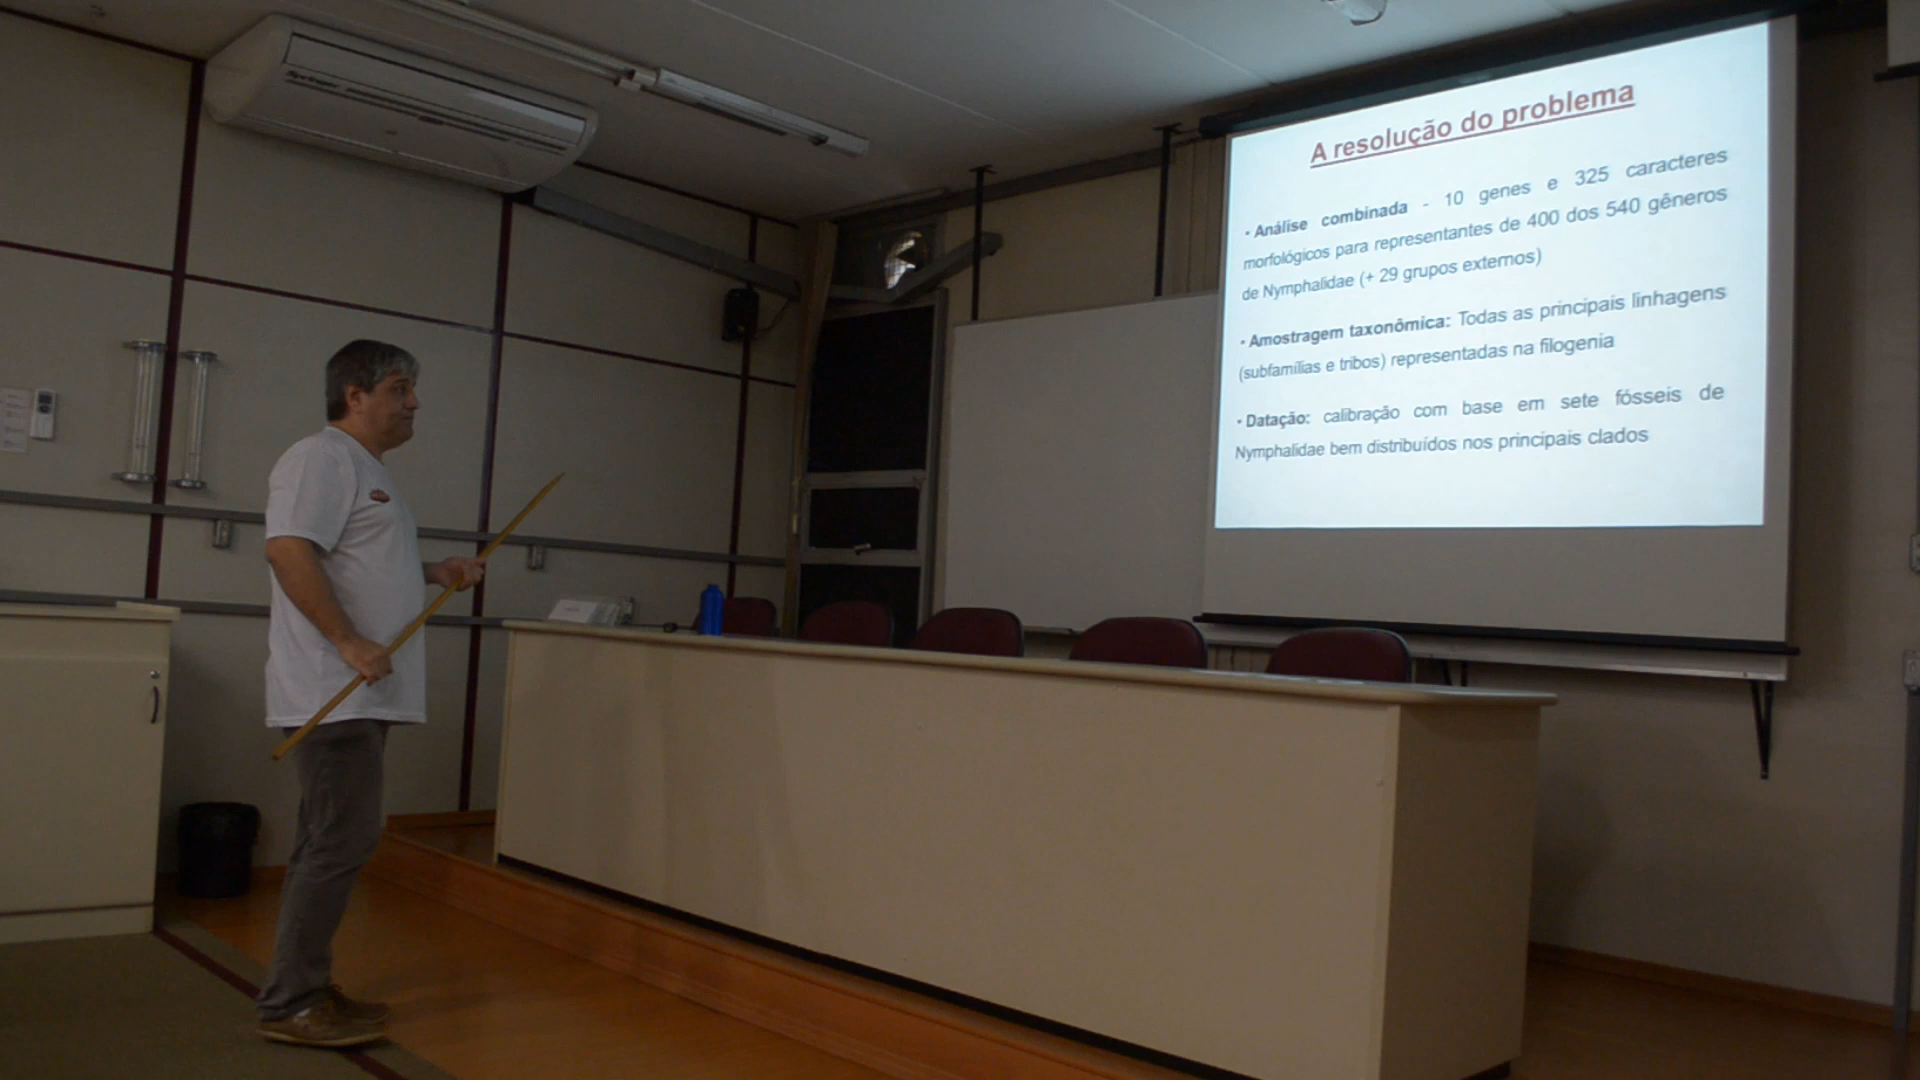 A resolução do problema
• Análise combinada - 10 genes e 325 caracteres
morfológicos para representantes de 400 dos 540 gêneros
de Nymphalidae (+ 29 grupos externos)
• Amostragem taxonômica: Todas as principais linhagens
(subfamílias e tribos) representadas na filogenia
• Datação: calibração com base em sete fósseis de
Nymphalidae bem distribuídos nos principais clados